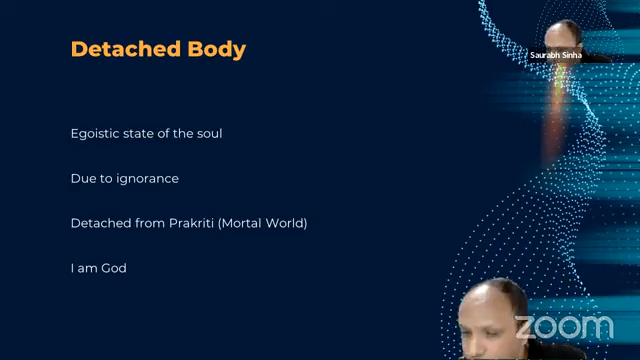 Detached Body
Saurabh Sinha
Egoistic state of the soul
Due to ignorance
Detached from Prakriti (Mortal World)
I am God
zoom